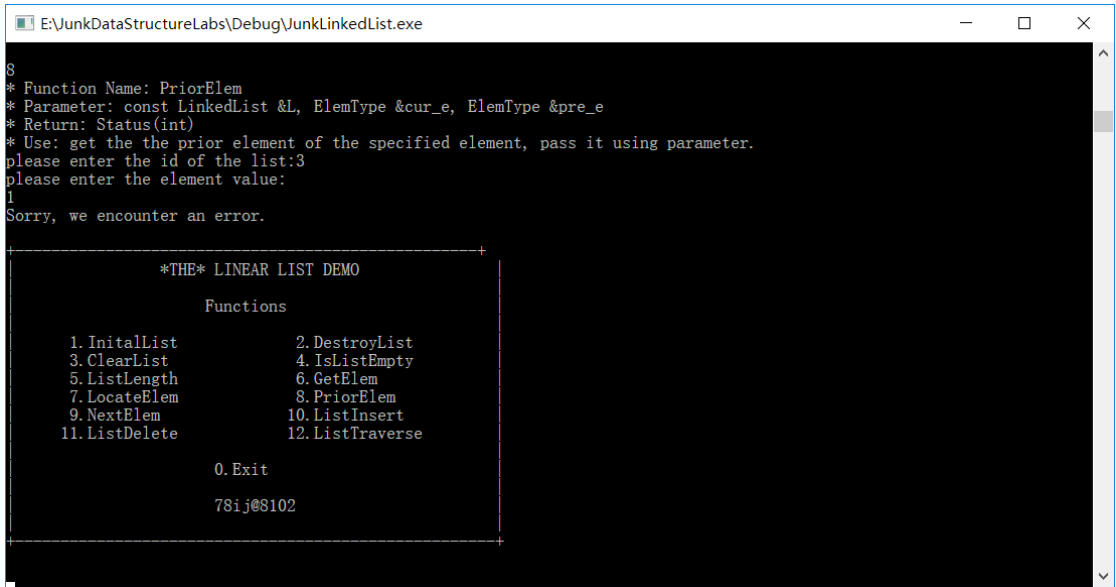 E:\JunkDataStructureLabs\Debug\JunkLinkedList.exe
8
* Function Name: PriorElem
* Parameter: const LinkedList &L, ElemType &cur_e, ElemType &pre_e
* Return: Status(int)
* Use: get the the prior element of the specified element, pass it using parameter.
please enter the id of the list:3
please enter the element value:
1
Sorry, we encounter an error.
*THE* LINEAR LIST DEMO
Functions
1.InitalList 2.DestroyList
3.ClearList 4.IsListEmpty
5.ListLength 6.GetElem
7.LocateElem 8.PriorElem
9.NextElem 10.ListInsert
11.ListDelete 12.ListTraverse
0.Exit
78ij@8102